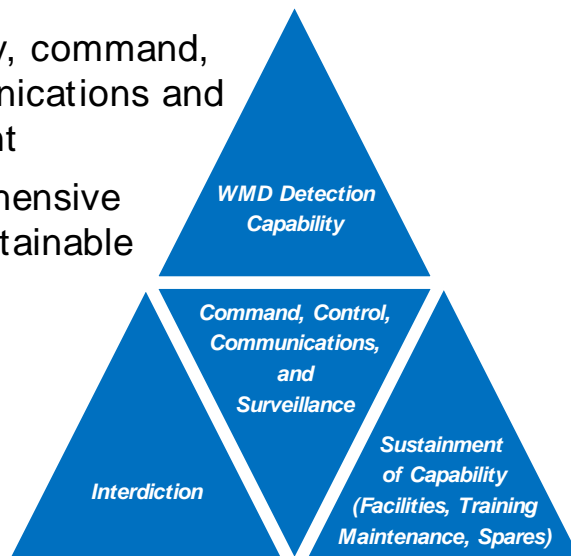 y, command,
nications and
nt
hensive
tainable
WMD Detection
Capability
Command, Control,
Communications,
and
Surveillance
Interdiction
Sustainment
of Capability
(Facilities, Training
Maintenance, Spares)